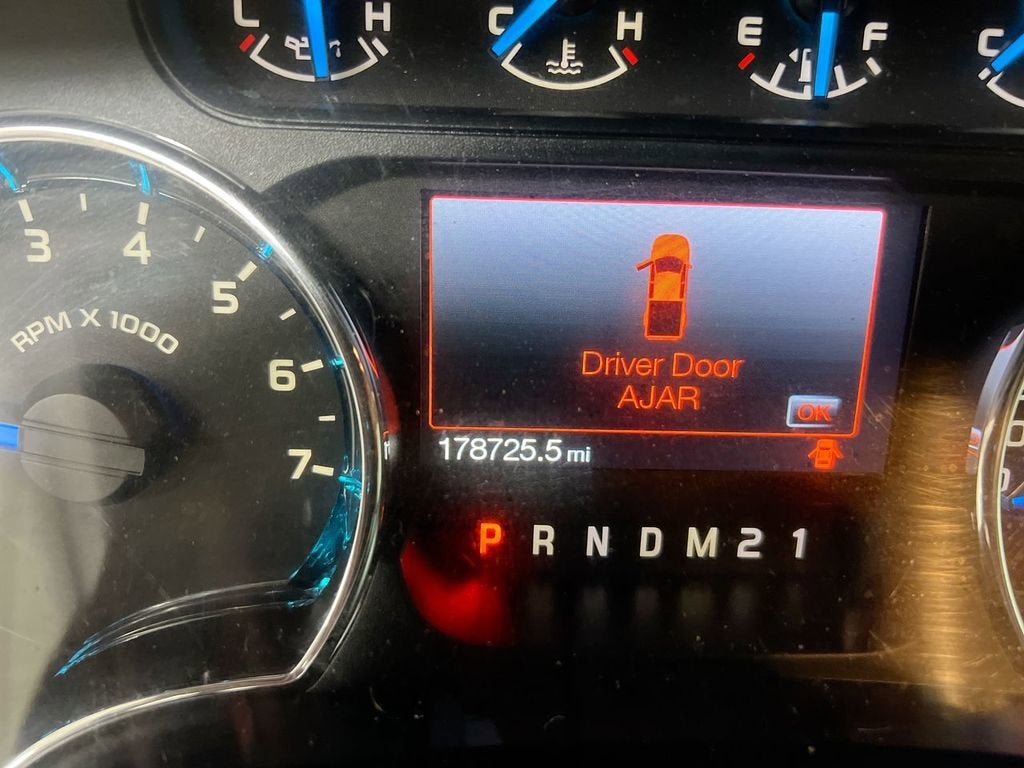 L H
C H
E F
C
3
4
5
6
7
RPM X 1000
Driver Door
AJAR
OK
178725.5 mi
P R N D M 2 1